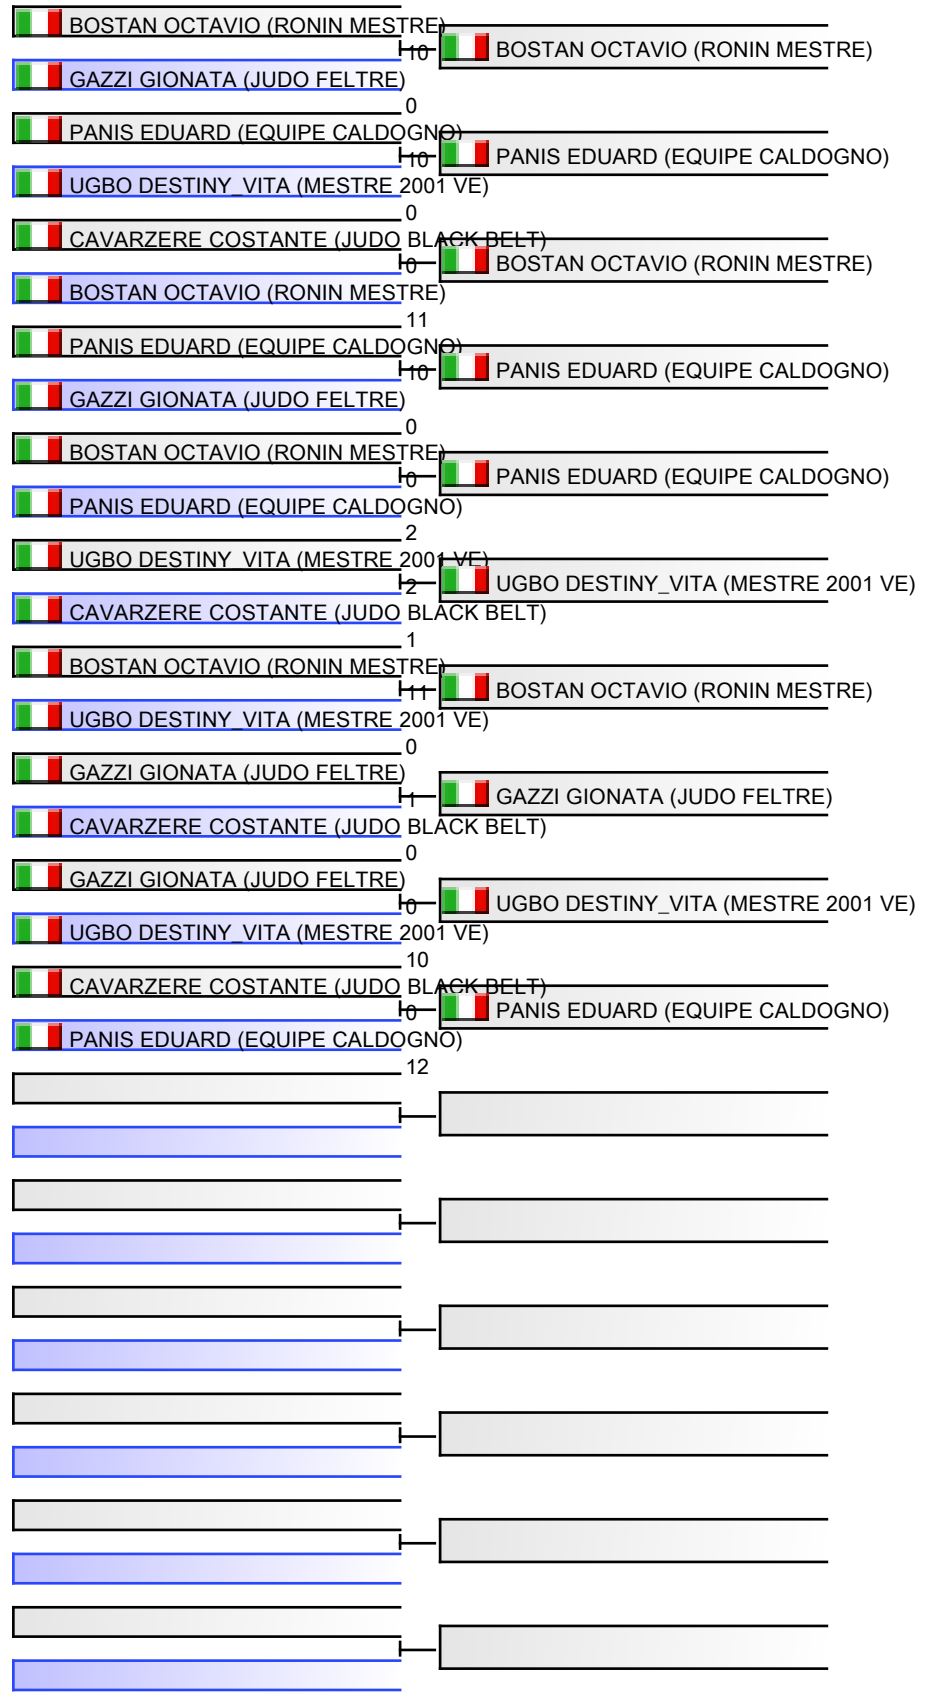 BOSTAN OCTAVIO (RONIN MESTRE)
10
BOSTAN OCTAVIO (RONIN MESTRE)
GAZZI GIONATA (JUDO FELTRE)
0
PANIS EDUARD (EQUIPE CALDOGNO)
10
PANIS EDUARD (EQUIPE CALDOGNO)
UGBO DESTINY_VITA (MESTRE 2001 VE)
0
CAVARZERE COSTANTE (JUDO BLACK BELT)
0
BOSTAN OCTAVIO (RONIN MESTRE)
BOSTAN OCTAVIO (RONIN MESTRE)
11
PANIS EDUARD (EQUIPE CALDOGNO)
10
PANIS EDUARD (EQUIPE CALDOGNO)
GAZZI GIONATA (JUDO FELTRE)
0
BOSTAN OCTAVIO (RONIN MESTRE)
0
PANIS EDUARD (EQUIPE CALDOGNO)
PANIS EDUARD (EQUIPE CALDOGNO)
2
UGBO DESTINY_VITA (MESTRE 2001 VE)
2
UGBO DESTINY_VITA (MESTRE 2001 VE)
CAVARZERE COSTANTE (JUDO BLACK BELT)
1
BOSTAN OCTAVIO (RONIN MESTRE)
11
BOSTAN OCTAVIO (RONIN MESTRE)
UGBO DESTINY_VITA (MESTRE 2001 VE)
0
GAZZI GIONATA (JUDO FELTRE)
1
GAZZI GIONATA (JUDO FELTRE)
CAVARZERE COSTANTE (JUDO BLACK BELT)
0
GAZZI GIONATA (JUDO FELTRE)
0
UGBO DESTINY_VITA (MESTRE 2001 VE)
UGBO DESTINY_VITA (MESTRE 2001 VE)
10
CAVARZERE COSTANTE (JUDO BLACK BELT)
0
PANIS EDUARD (EQUIPE CALDOGNO)
PANIS EDUARD (EQUIPE CALDOGNO)
12